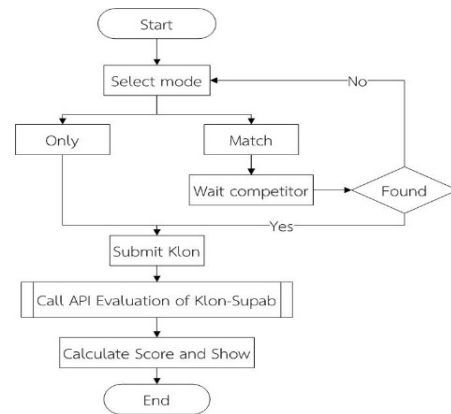 Start
Select mode
No
Only
Match
Wait competitor
Found
Yes
Submit Klon
Call API Evaluation of Klon-Supab
Calculate Score and Show
End